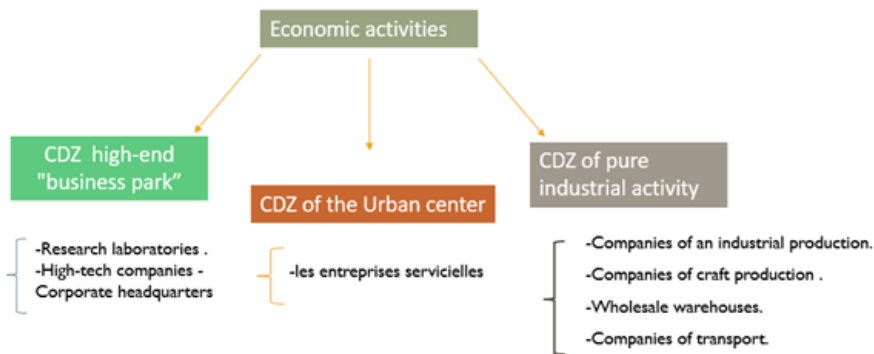 Economic activities
CDZ high-end
"business park”
CDZ of the Urban center
CDZ of pure
industrial activity
-Research laboratories .
-High-tech companies -
Corporate headquarters
-les entreprises servicielles
-Companies of an industrial production.
-Companies of craft production .
-Wholesale warehouses.
-Companies of transport.